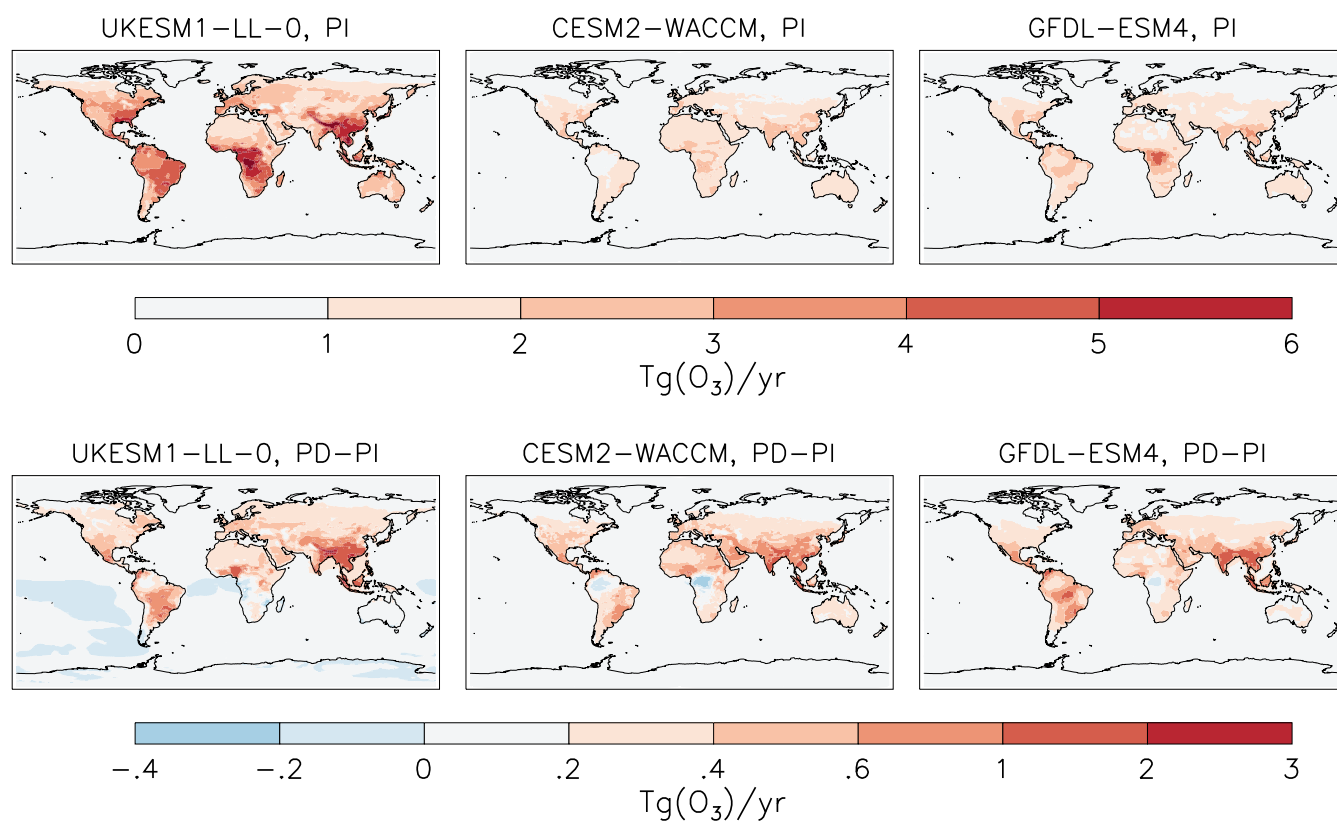 UKESM1-LL-0, PI
CESM2-WACCM, PI
GFDL-ESM4, PI
0 1 2 3 4 5 6
Tg(O₃)/yr
UKESM1-LL-0, PD-PI
CESM2-WACCM, PD-PI
GFDL-ESM4, PD-PI
-.4 -.2 0 .2 .4 .6 1 2 3
Tg(O₃)/yr